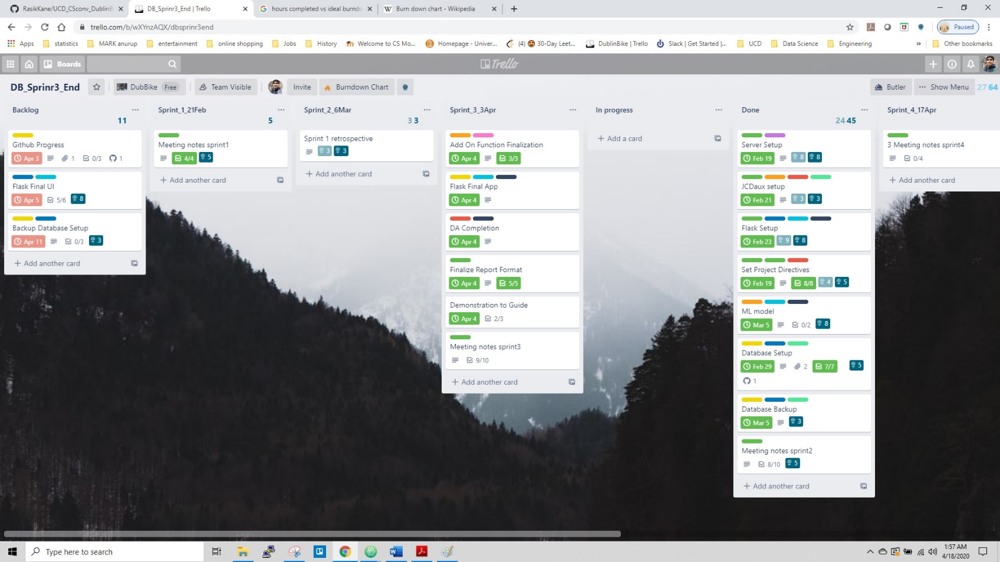 RasikKane/UCD_CSconv_DublinB
DB_Sprinr3_End | Trello
hours completed vs ideal burndo
Burn down chart - Wikipedia
trello.com/b/wXYnzAQX/dbsprinr3end
Paused
Apps
statistics
MARK anurup
entertainment
online shopping
Jobs
History
Welcome to CS Mo...
Homepage - Univer...
(4) 30-Day Leet...
DublinBike | Trello
Slack | Get Started |...
UCD
Data Science
Engineering
»
Other bookmarks
Boards
Trello
DB_Sprinr3_End
DubBike Free
Team Visible
Invite
Burndown Chart
Butler
... Show Menu
27 64
Backlog
11
Github Progress
Apr 3 1 0/3 1
Flask Final UI
Apr 5 5/6 8
Backup Database Setup
Apr 11 0/3 3
+ Add another card
Sprint_1_21Feb
5
Meeting notes sprint1
4/4 5
+ Add another card
Sprint_2_6Mar
3 3
Sprint 1 retrospective
3 3
+ Add another card
Sprint_3_3Apr
Add On Function Finalization
Apr 4 3/3
Flask Final App
Apr 4
DA Completion
Apr 4
Finalize Report Format
Apr 4 5/5
Demonstration to Guide
Apr 4 2/3
Meeting notes sprint3
9/10
+ Add another card
In progress
+ Add a card
Done
24 45
Server Setup
Feb 19 8 8
JCDaux setup
Feb 21 3 3
Flask Setup
Feb 23 9 8
Set Project Directives
Feb 19 8/8 4 5
ML model
Mar 5 0/2 8
Database Setup
Feb 29 2 7/7 5
1
Database Backup
Mar 5 3
Meeting notes sprint2
8/10 5
+ Add another card
Sprint_4_17Apr
3 Meeting notes sprint4
0/4
+ Add another card
Type here to search
1:57 AM
4/18/2020